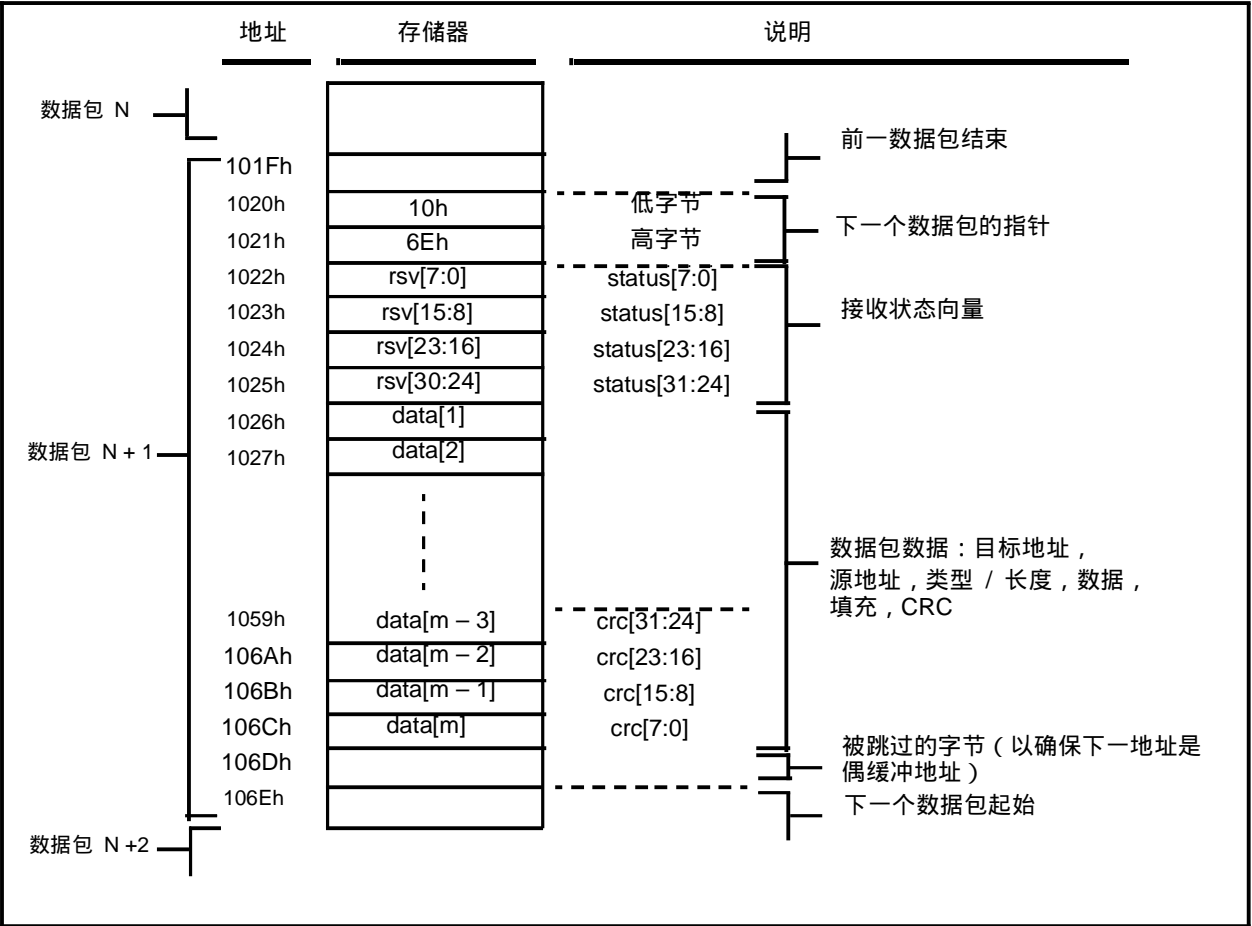 地址 存储器 说明
数据包 N
前一数据包结束
101Fh
1020h 10h 低字节
下一个数据包的指针
1021h 6Eh 高字节
1022h rsv[7:0] status[7:0]
1023h rsv[15:8] status[15:8] 接收状态向量
1024h rsv[23:16] status[23:16]
1025h rsv[30:24] status[31:24]
1026h data[1]
数据包 N + 1 1027h data[2]
数据包数据：目标地址，
源地址，类型 / 长度，数据，
填充，CRC
1059h data[m – 3] crc[31:24]
106Ah data[m – 2] crc[23:16]
106Bh data[m – 1] crc[15:8]
106Ch data[m] crc[7:0]
被跳过的字节（以确保下一地址是
偶缓冲地址）
106Dh
106Eh 下一个数据包起始
数据包 N +2